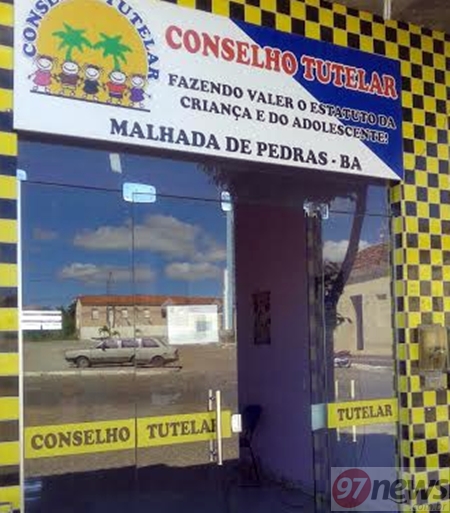 CONSELHO TUTELAR
CONSELHO TUTELAR
FAZENDO VALER O ESTATUTO DA
CRIANÇA E DO ADOLESCENTE!
MALHADA DE PEDRAS - BA
CONSELHO TUTELAR
TUTELAR
97news